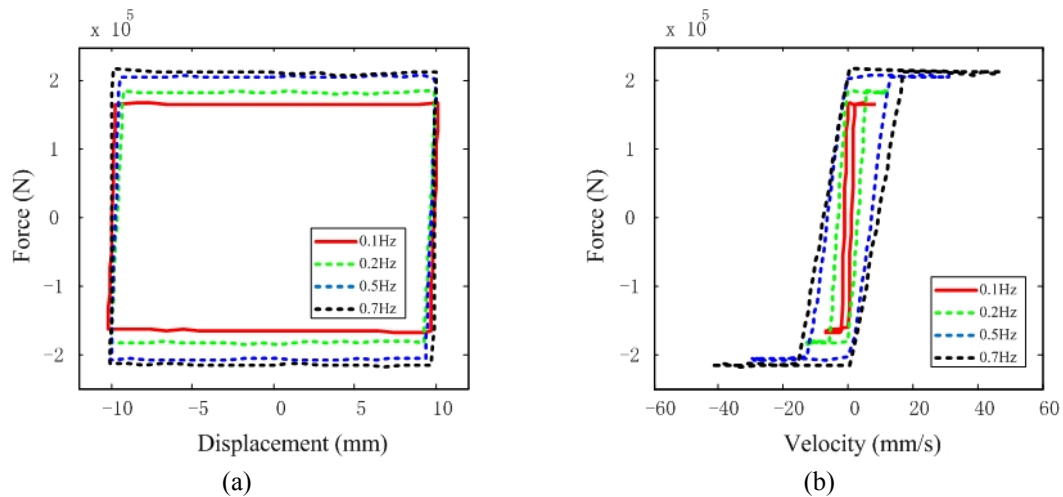 x 10^5
2
1
0
-1
-2
Force (N)
-10
-5
0
5
10
Displacement (mm)
0.1Hz
0.2Hz
0.5Hz
0.7Hz
(a)
x 10^5
2
1
0
-1
-2
Force (N)
-60
-40
-20
0
20
40
60
Velocity (mm/s)
0.1Hz
0.2Hz
0.5Hz
0.7Hz
(b)